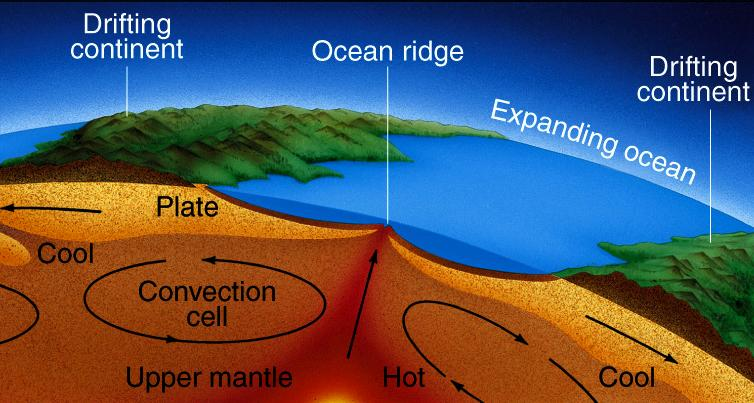 Drifting
continent
Ocean ridge
Drifting
continent
Expanding ocean
Plate
Cool
Convection
cell
Upper mantle
Hot
Cool